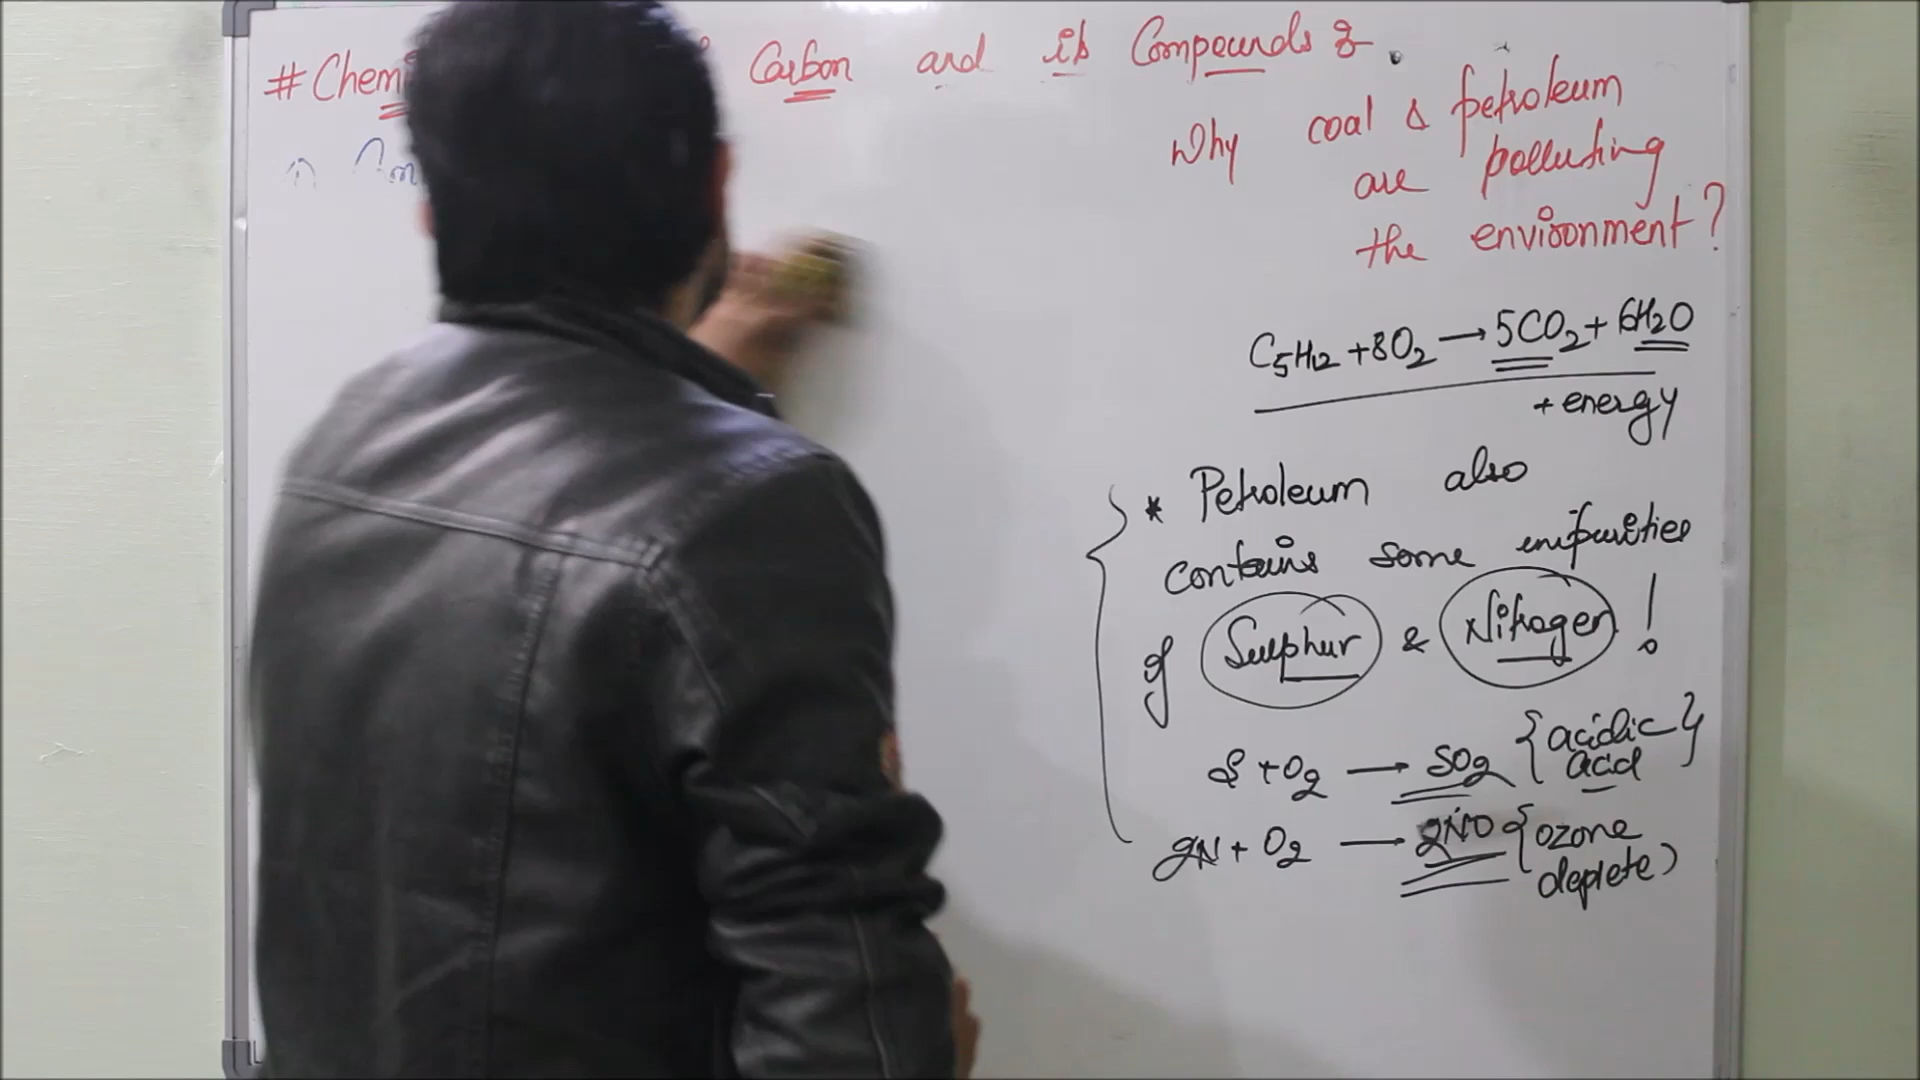 # Chem Carbon and its Compounds :-
Why coal & petroleum
are polluting
the environment?
C₅H₁₂ + 8O₂ → 5CO₂ + 6H₂O
+ energy
* Petroleum also
contains some impurities
of Sulphur & Nitrogen !
S + O₂ → SO₂ { acidic }
acid
2N + O₂ → 2NO { ozone
deplete }